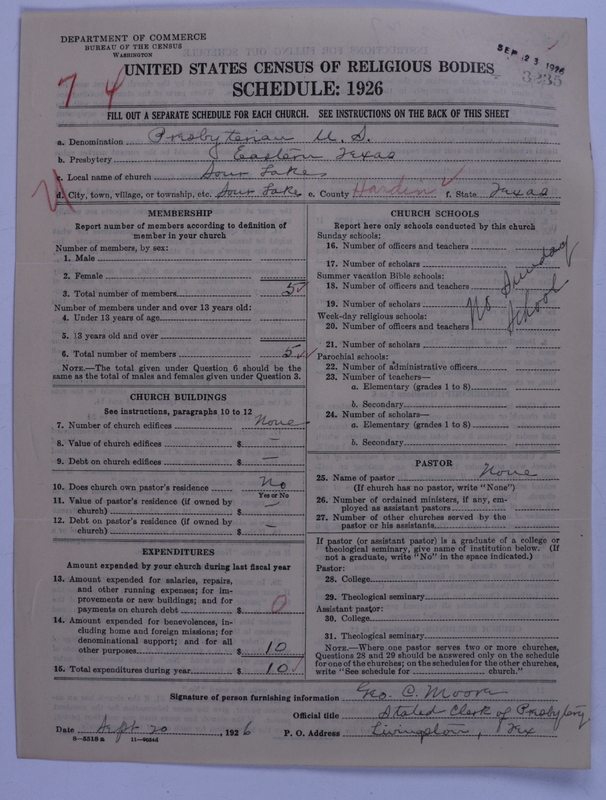 DEPARTMENT OF COMMERCE
BUREAU OF THE CENSUS
WASHINGTON
SEP 23 1926
3235
74
UNITED STATES CENSUS OF RELIGIOUS BODIES
SCHEDULE: 1926
FILL OUT A SEPARATE SCHEDULE FOR EACH CHURCH. SEE INSTRUCTIONS ON THE BACK OF THIS SHEET
a. Denomination Presbyterian U.S.
b. Presbytery Eastern Texas
c. Local name of church Sour Lake
d. City, town, village, or township, etc. Sour Lake e. County Hardin f. State Texas
MEMBERSHIP
Report number of members according to definition of
member in your church
Number of members, by sex:
1. Male
2. Female
3. Total number of members 5
Number of members under and over 13 years old:
4. Under 13 years of age
5. 13 years old and over
6. Total number of members 5
NOTE.—The total given under Question 6 should be the
same as the total of males and females given under Question 3.
CHURCH BUILDINGS
See instructions, paragraphs 10 to 12
7. Number of church edifices None
8. Value of church edifices $ —
9. Debt on church edifices $ —
10. Does church own pastor's residence No
Yes or No
11. Value of pastor's residence (if owned by
church) $ —
12. Debt on pastor's residence (if owned by
church) $ —
EXPENDITURES
Amount expended by your church during last fiscal year
13. Amount expended for salaries, repairs,
and other running expenses; for im-
provements or new buildings; and for
payments on church debt $ 0
14. Amount expended for benevolences, in-
cluding home and foreign missions; for
denominational support; and for all
other purposes $ 10
15. Total expenditures during year $ 10
CHURCH SCHOOLS
Report here only schools conducted by this church
Sunday schools:
16. Number of officers and teachers
17. Number of scholars
Summer vacation Bible schools:
18. Number of officers and teachers
19. Number of scholars
Week-day religious schools:
20. Number of officers and teachers
No Sunday
School
21. Number of scholars
Parochial schools:
22. Number of administrative officers
23. Number of teachers—
a. Elementary (grades 1 to 8)
b. Secondary
24. Number of scholars—
a. Elementary (grades 1 to 8)
b. Secondary
PASTOR
25. Name of pastor None
(If church has no pastor, write "None")
26. Number of ordained ministers, if any, em-
ployed as assistant pastors
27. Number of other churches served by the
pastor or his assistants
If pastor (or assistant pastor) is a graduate of a college or
theological seminary, give name of institution below. (If
not a graduate, write "No" in the space indicated.)
Pastor:
28. College
29. Theological seminary
Assistant pastor:
30. College
31. Theological seminary
NOTE.—Where one pastor serves two or more churches,
Questions 28 and 29 should be answered only on the schedule
for one of the churches; on the schedules for the other churches,
write "See schedule for church."
Signature of person furnishing information Geo. C. Moore
Official title Stated Clerk of Presbytery
Date Sept 20, 1926 P. O. Address Livingston, Tex
8—5518a 11—9054d